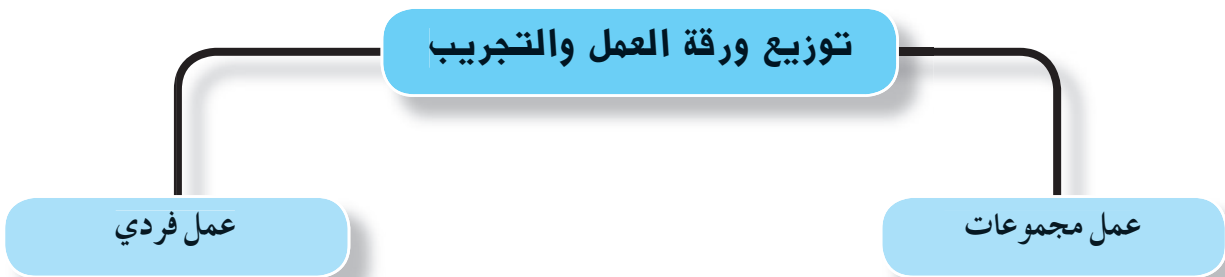 توزيع ورقة العمل والتجريب
عمل مجموعات
عمل فردي